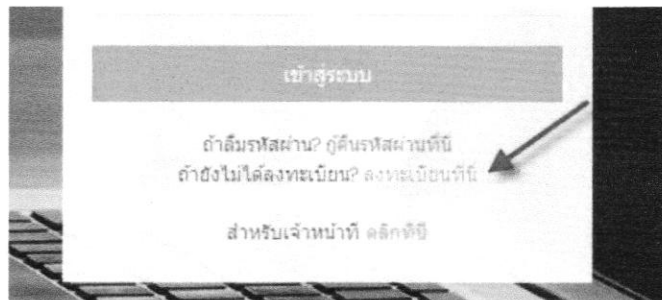 เข้าสู่ระบบ
ถ้าลืมรหัสผ่าน? กู้คืนรหัสผ่านที่นี่
ถ้ายังไม่ได้ลงทะเบียน? ลงทะเบียนที่นี่
สำหรับเจ้าหน้าที่ คลิกที่นี่